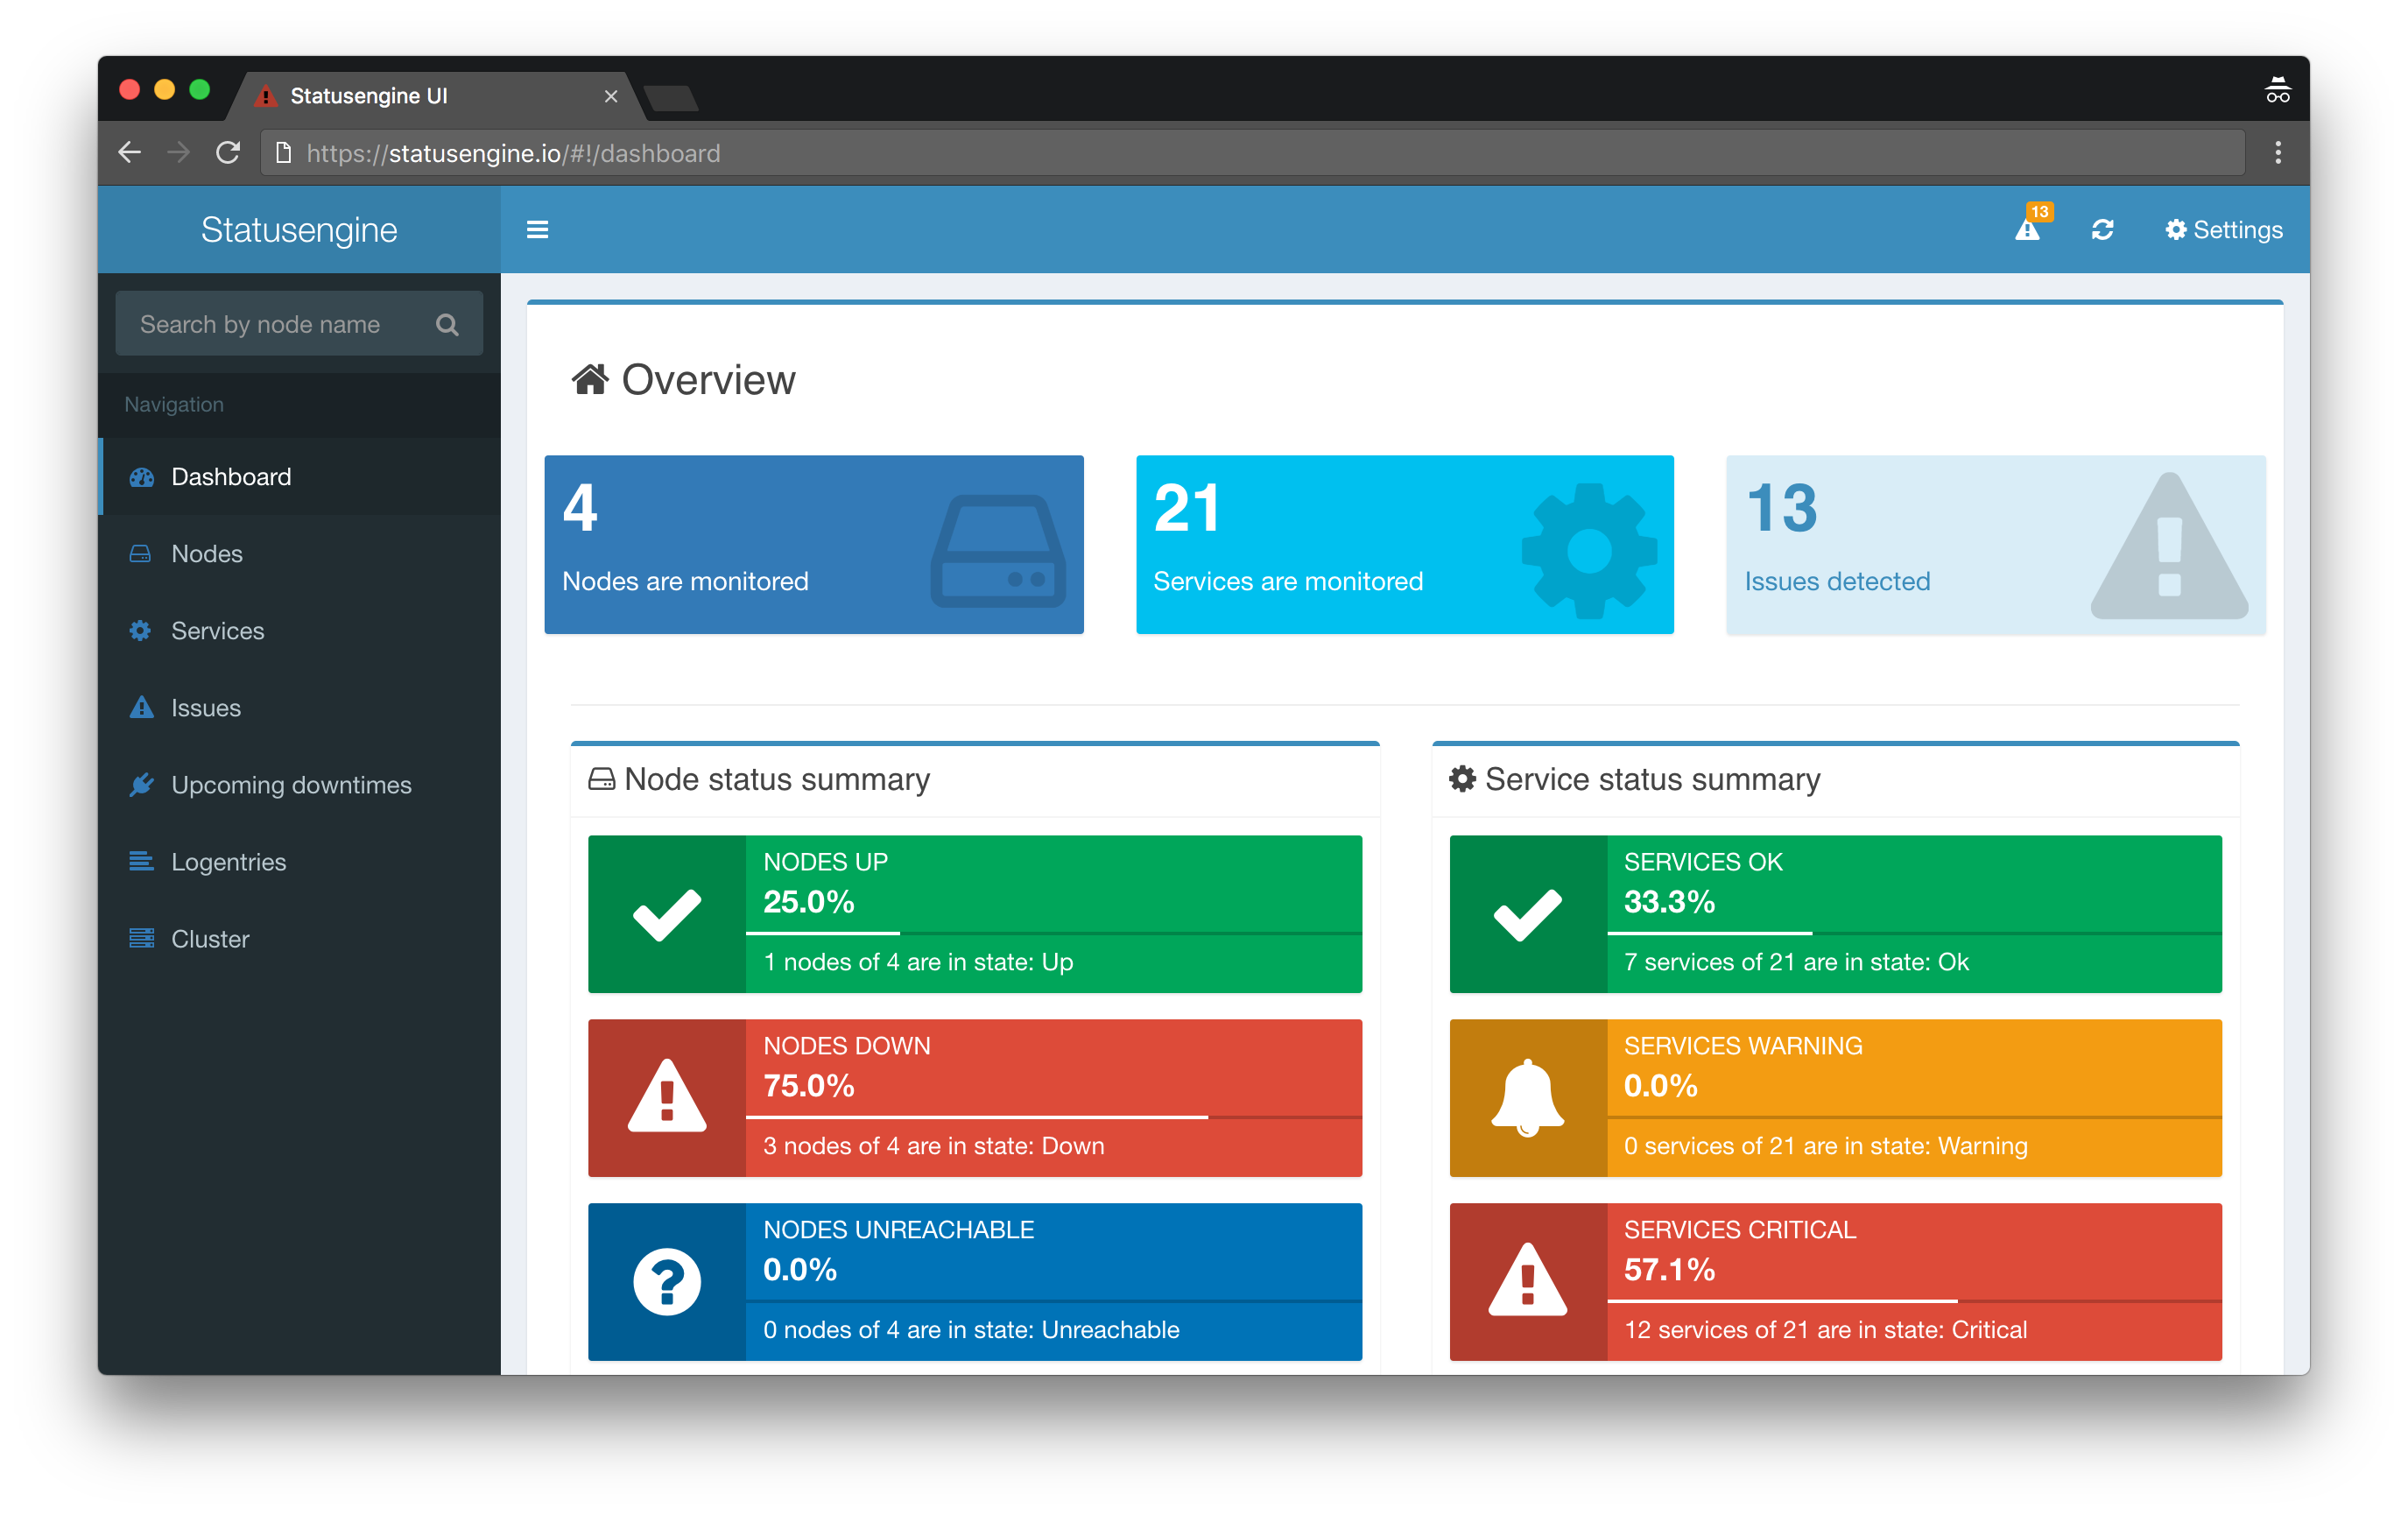 Statusengine UI
https://statusengine.io/#!/dashboard
Statusengine
13
Settings
Search by node name
Navigation
Dashboard
Nodes
Services
Issues
Upcoming downtimes
Logentries
Cluster
Overview
4
Nodes are monitored
21
Services are monitored
13
Issues detected
Node status summary
NODES UP
25.0%
1 nodes of 4 are in state: Up
NODES DOWN
75.0%
3 nodes of 4 are in state: Down
NODES UNREACHABLE
0.0%
0 nodes of 4 are in state: Unreachable
Service status summary
SERVICES OK
33.3%
7 services of 21 are in state: Ok
SERVICES WARNING
0.0%
0 services of 21 are in state: Warning
SERVICES CRITICAL
57.1%
12 services of 21 are in state: Critical